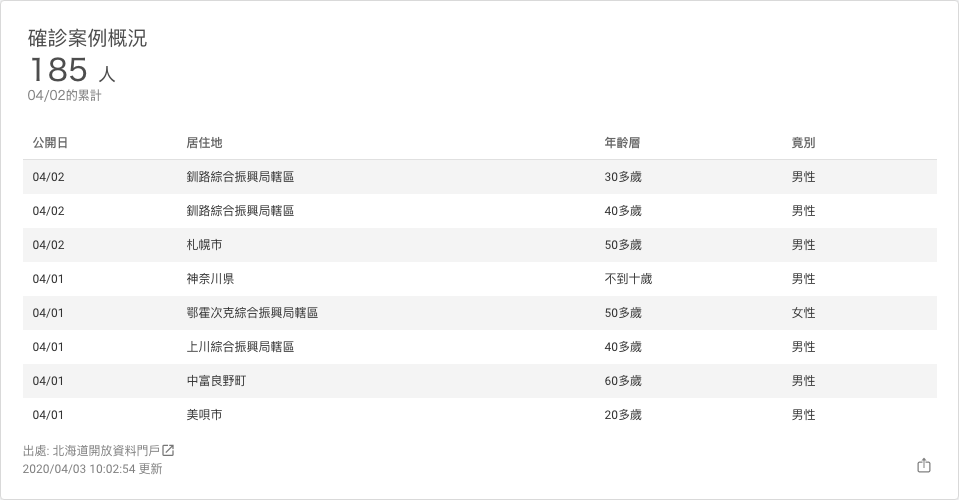 確診案例概況
185 人
04/02的累計
公開日 居住地 年齡層 竟別
04/02 釧路綜合振興局轄區 30多歲 男性
04/02 釧路綜合振興局轄區 40多歲 男性
04/02 札幌市 50多歲 男性
04/01 神奈川県 不到十歲 男性
04/01 鄂霍次克綜合振興局轄區 50多歲 女性
04/01 上川綜合振興局轄區 40多歲 男性
04/01 中富良野町 60多歲 男性
04/01 美唄市 20多歲 男性
出處: 北海道開放資料門戶
2020/04/03 10:02:54 更新